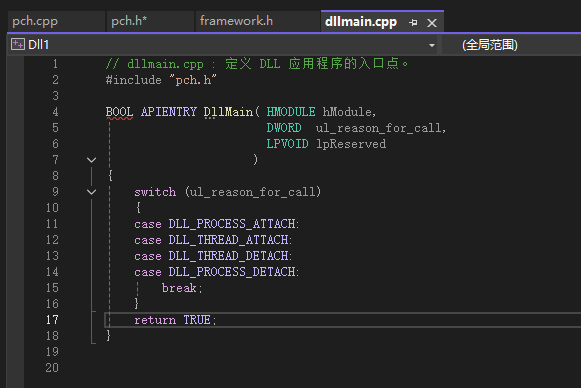 pch.cpp pch.h* framework.h dllmain.cpp
Dll1 (全局范围)
1 // dllmain.cpp : 定义 DLL 应用程序的入口点。
2 #include "pch.h"
3
4 BOOL APIENTRY DllMain( HMODULE hModule,
5 DWORD ul_reason_for_call,
6 LPVOID lpReserved
7 )
8 {
9 switch (ul_reason_for_call)
10 {
11 case DLL_PROCESS_ATTACH:
12 case DLL_THREAD_ATTACH:
13 case DLL_THREAD_DETACH:
14 case DLL_PROCESS_DETACH:
15 break;
16 }
17 return TRUE;
18 }
19
20